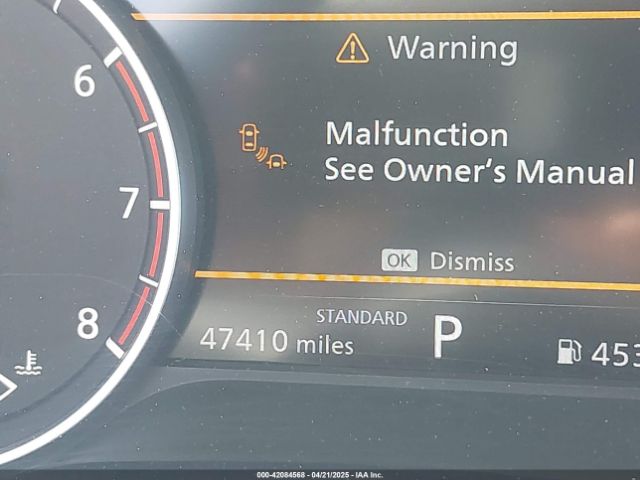 6
Warning
Malfunction
See Owner's Manual
7
OK Dismiss
8
STANDARD
47410 miles
P
453
000-42084568 - 04/21/2025 - IAA Inc.